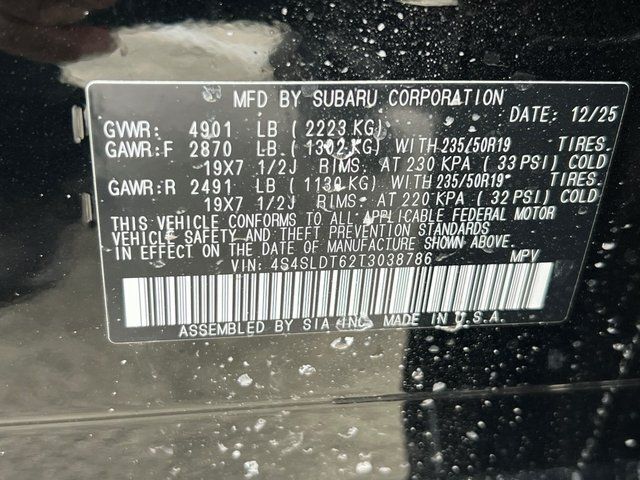 MFD BY SUBARU CORPORATION
DATE: 12/25
GVWR: 4901 LB (2223 KG)
GAWR:F 2870 LB (1302 KG) WITH 235/50R19 TIRES.
19X7 1/2J RIMS. AT 230 KPA (33 PSI) COLD
GAWR:R 2491 LB (1130 KG) WITH 235/50R19 TIRES.
19X7 1/2J RIMS. AT 220 KPA (32 PSI) COLD
THIS VEHICLE CONFORMS TO ALL APPLICABLE FEDERAL MOTOR
VEHICLE SAFETY AND THEFT PREVENTION STANDARDS
IN EFFECT ON THE DATE OF MANUFACTURE SHOWN ABOVE.
VIN: 4S4SLDT62T3038786 MPV
ASSEMBLED BY SIA INC. MADE IN U.S.A.